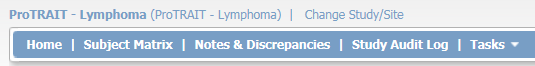 ProTRAIT - Lymphoma (ProTRAIT - Lymphoma) | Change Study/Site
Home | Subject Matrix | Notes & Discrepancies | Study Audit Log | Tasks